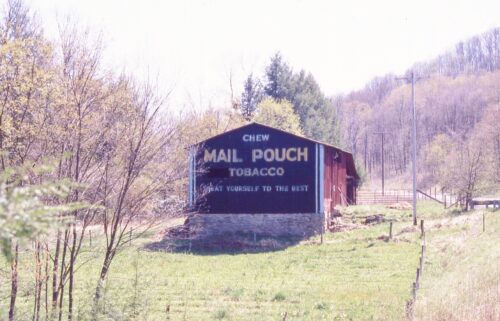 CHEW
MAIL POUCH
TOBACCO
TREAT YOURSELF TO THE BEST